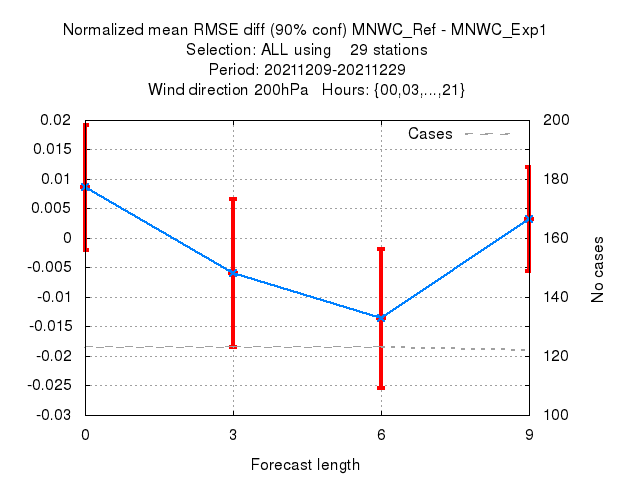 Normalized mean RMSE diff (90% conf) MNWC_Ref - MNWC_Exp1
Selection: ALL using 29 stations
Period: 20211209-20211229
Wind direction 200hPa Hours: {00,03,...,21}
Cases
0.02
0.015
0.01
0.005
0
-0.005
-0.01
-0.015
-0.02
-0.025
-0.03
200
180
160
140
120
100
No cases
0 3 6 9
Forecast length